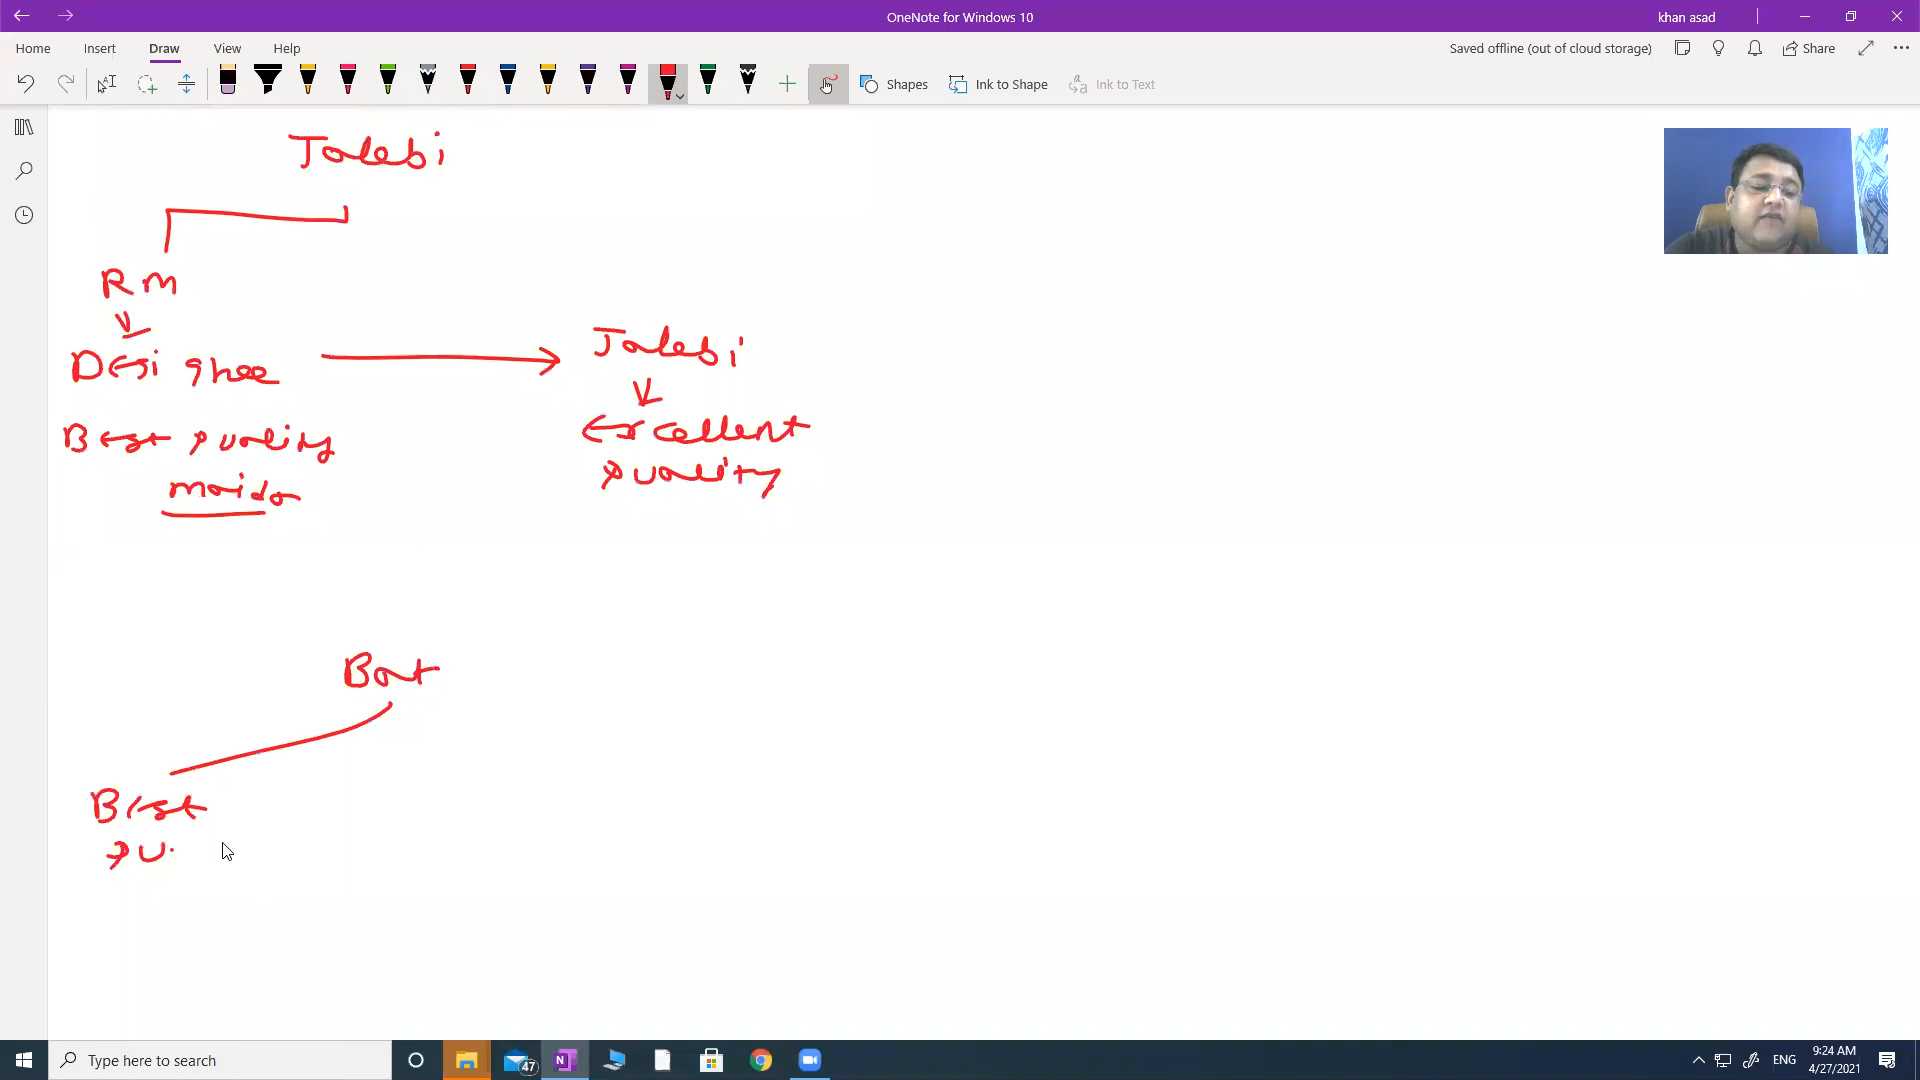 OneNote for Windows 10
khan asad
Home Insert Draw View Help
Saved offline (out of cloud storage)
Share
Shapes
Ink to Shape
Ink to Text
Jalebi
RM
Desi ghee
Jalebi
Best quality
maida
Excellent
quality
Bat
Best
qu
Type here to search
47
ENG
9:24 AM
4/27/2021